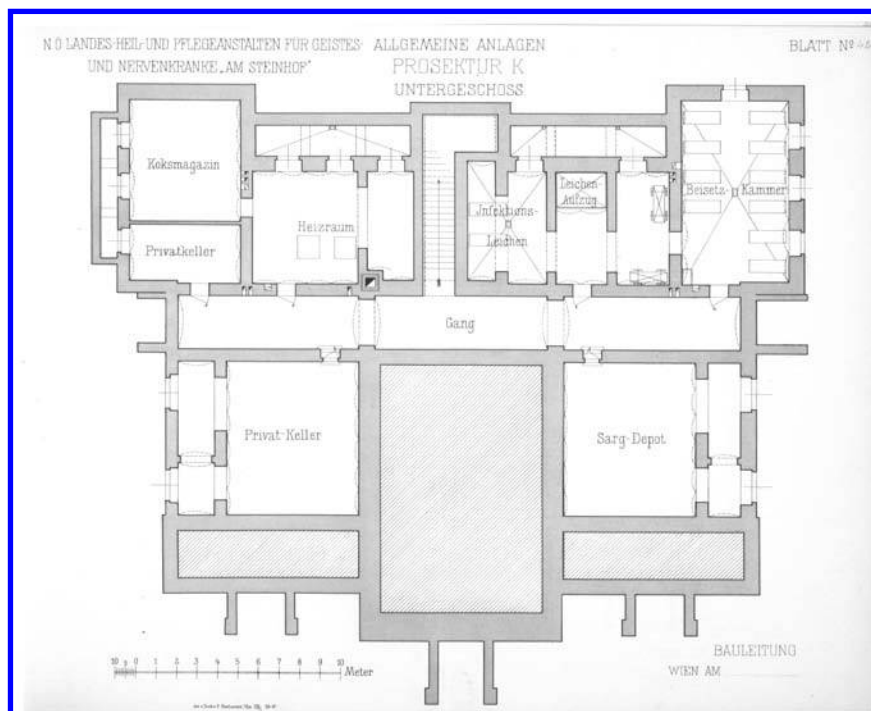 N.Ö. LANDES-HEIL- UND PFLEGEANSTALTEN FÜR GEISTES-
UND NERVENKRANKE „AM STEINHOF“
ALLGEMEINE ANLAGEN
PROSEKTUR K
UNTERGESCHOSS
BLATT Nº
Koksmagazin
Privatkeller
Heizraum
Infektions-
Leichen
Leichen-
Aufzug
Beisetz-Kammer
Gang
Privat-Keller
Sarg-Depot
10 5 0 1 2 3 4 5 6 7 8 9 10 Meter
BAULEITUNG
WIEN AM